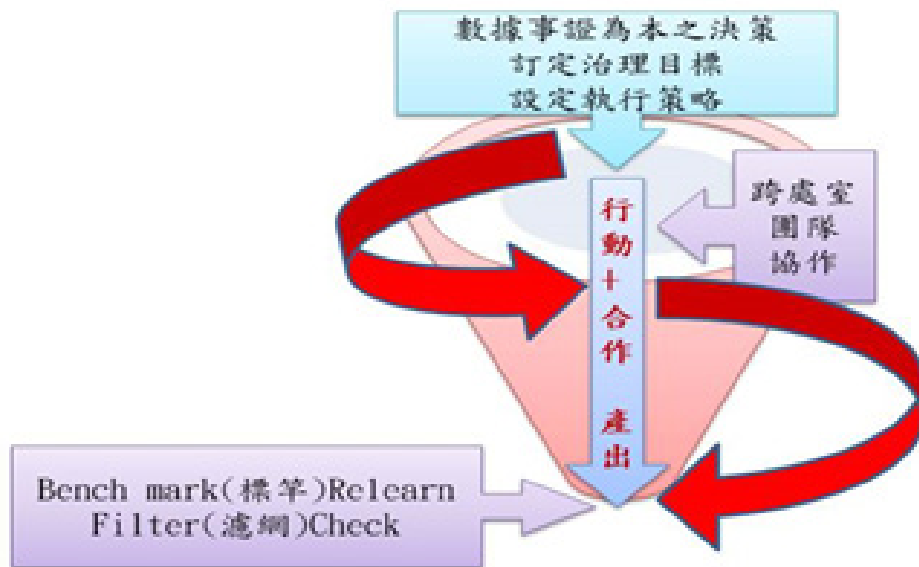 數據事證為本之決策
訂定治理目標
設定執行策略
跨處室
團隊
協作
行動+合作 產出
Bench mark(標竿)Relearn
Filter(濾網)Check